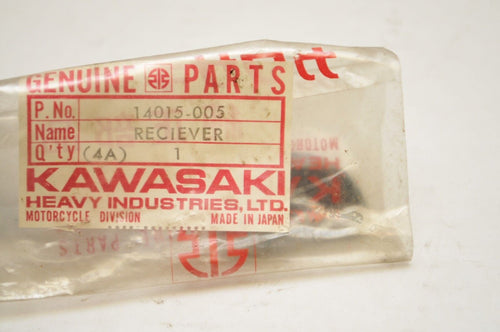 GENUINE PARTS
P.No. 14015-005
Name RECIEVER
Q'ty (4A) 1
KAWASAKI
HEAVY INDUSTRIES, LTD.
MOTORCYCLE DIVISION MADE IN JAPAN
PARTS